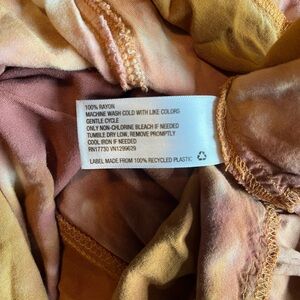 100% RAYON
MACHINE WASH COLD WITH LIKE COLORS
GENTLE CYCLE
ONLY NON-CHLORINE BLEACH IF NEEDED
TUMBLE DRY LOW, REMOVE PROMPTLY
COOL IRON IF NEEDED
RN17730 VN1299629
LABEL MADE FROM 100% RECYCLED PLASTIC